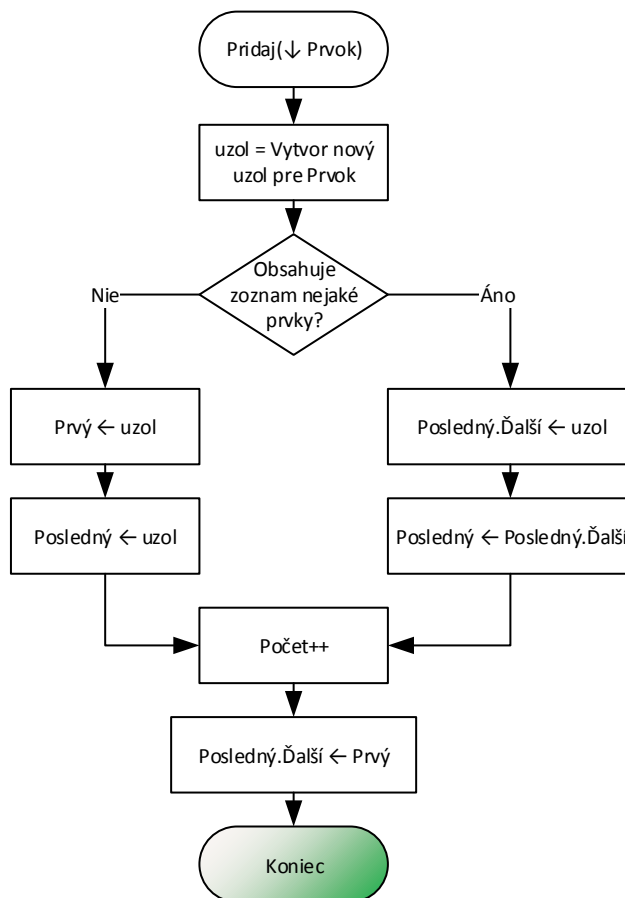 Pridaj(↓ Prvok)
uzol = Vytvor nový
uzol pre Prvok
Obsahuje
zoznam nejaké
prvky?
Nie
Áno
Prvý ← uzol
Posledný.Ďalší ← uzol
Posledný ← uzol
Posledný ← Posledný.Ďalší
Počet++
Posledný.Ďalší ← Prvý
Koniec